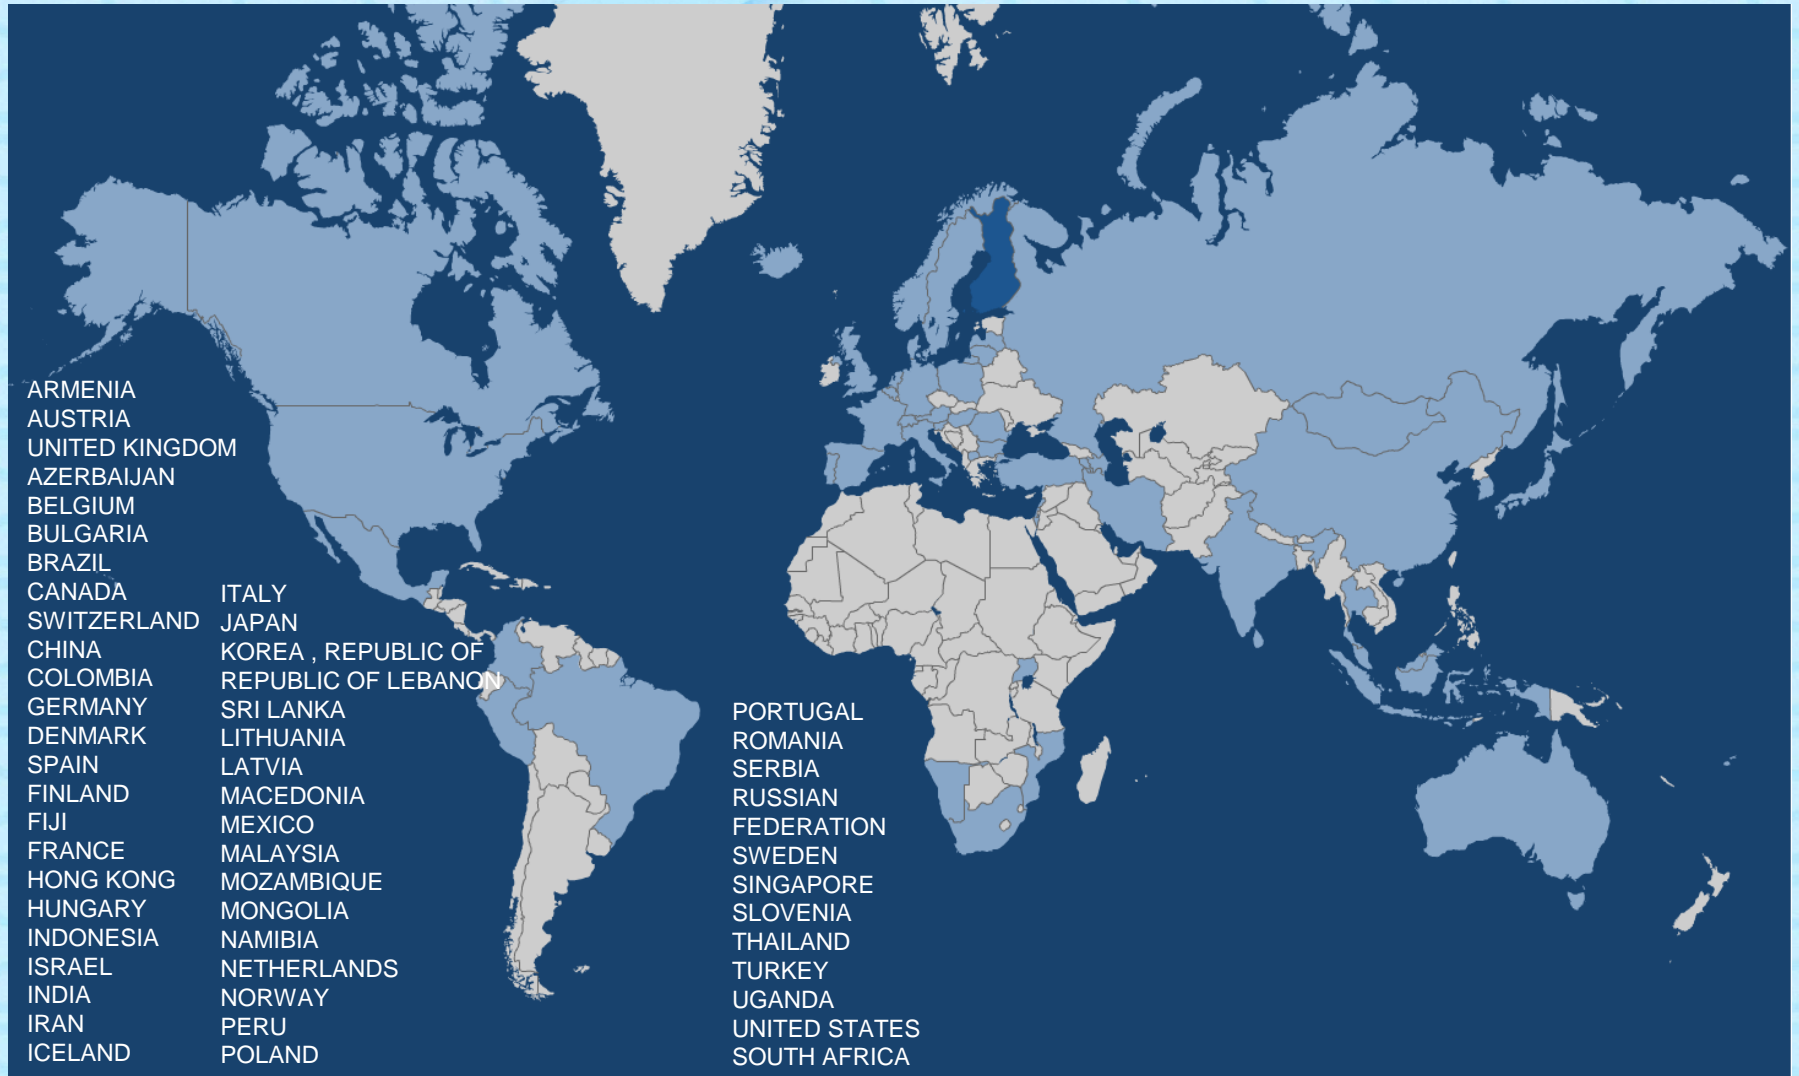 ARMENIA
AUSTRIA
UNITED KINGDOM
AZERBAIJAN
BELGIUM
BULGARIA
BRAZIL
CANADA
SWITZERLAND
CHINA
COLOMBIA
GERMANY
DENMARK
SPAIN
FINLAND
FIJI
FRANCE
HONG KONG
HUNGARY
INDONESIA
ISRAEL
INDIA
IRAN
ICELAND
ITALY
JAPAN
KOREA , REPUBLIC OF
REPUBLIC OF LEBANON
SRI LANKA
LITHUANIA
LATVIA
MACEDONIA
MEXICO
MALAYSIA
MOZAMBIQUE
MONGOLIA
NAMIBIA
NETHERLANDS
NORWAY
PERU
POLAND
PORTUGAL
ROMANIA
SERBIA
RUSSIAN
FEDERATION
SWEDEN
SINGAPORE
SLOVENIA
THAILAND
TURKEY
UGANDA
UNITED STATES
SOUTH AFRICA